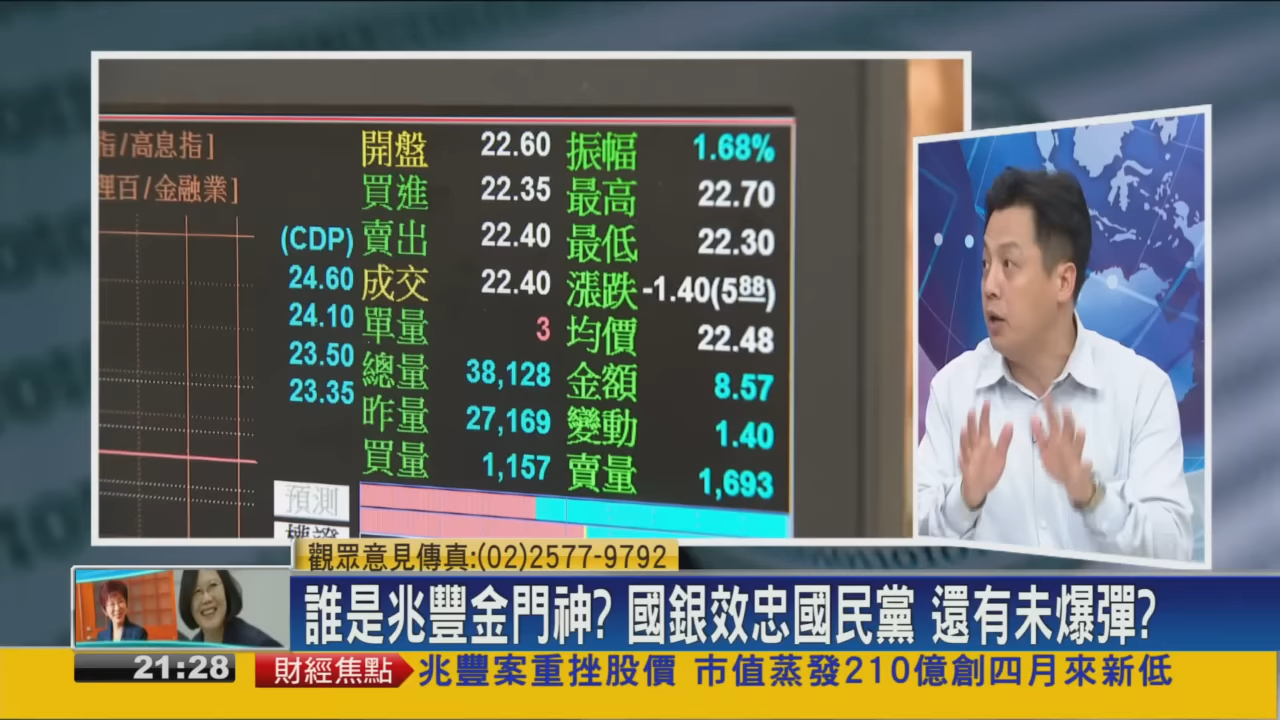 指/高息指]
理百/金融業]
(CDP)
24.60
24.10
23.50
23.35
開盤 22.60 振幅 1.68%
買進 22.35 最高 22.70
賣出 22.40 最低 22.30
成交 22.40 漲跌 -1.40(588)
單量 3 均價 22.48
總量 38,128 金額 8.57
昨量 27,169 變動 1.40
買量 1,157 賣量 1,693
預測
觀眾意見傳真:(02)2577-9792
誰是兆豐金門神? 國銀效忠國民黨 還有未爆彈?
21:28 財經焦點 兆豐案重挫股價 市值蒸發210億創四月來新低